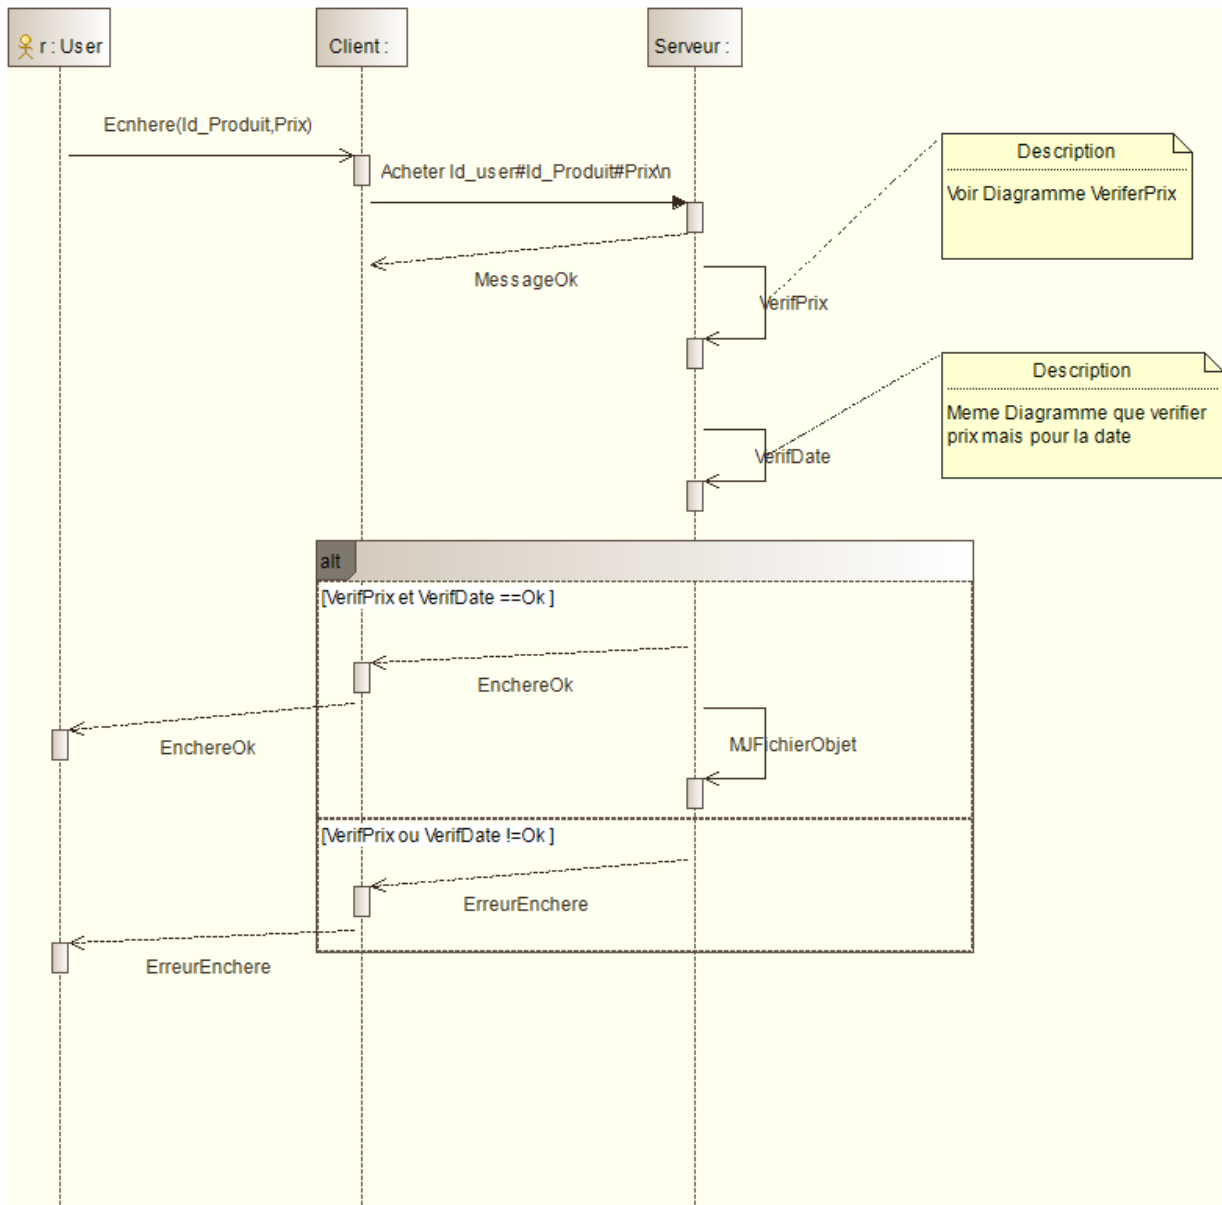 r : User
Client :
Serveur :
Ecnhere(Id_Produit,Prix)
Acheter Id_user#Id_Produit#Prix\n
Description
Voir Diagramme VeriferPrix
MessageOk
VerifPrix
Description
Meme Diagramme que verifier
prix mais pour la date
VerifDate
alt
[VerifPrix et VerifDate ==Ok ]
EnchereOk
EnchereOk
MJFichierObjet
[VerifPrix ou VerifDate !=Ok ]
ErreurEnchere
ErreurEnchere